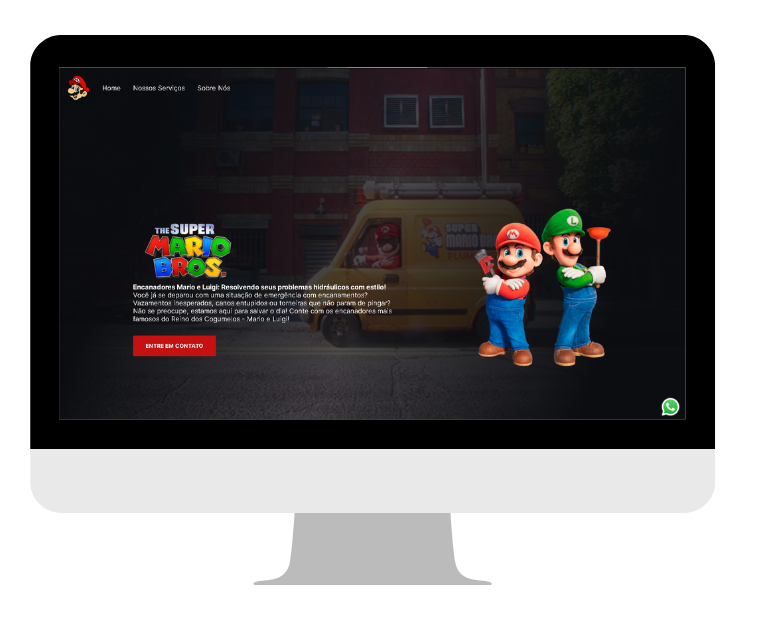 Home Nossos Serviços Sobre Nós
THE SUPER
MARIO
BROS.
Encanadores Mario e Luigi: Resolvendo seus problemas hidráulicos com estilo!
Você já se deparou com uma situação de emergência com encanamentos?
Vazamentos inesperados, canos entupidos ou torneiras que não param de pingar?
Não se preocupe, estamos aqui para salvar o dia! Conte com os encanadores mais
famosos do Reino dos Cogumelos - Mario e Luigi!
ENTRE EM CONTATO
SUPER
MARIO
PLUMBING
M
L